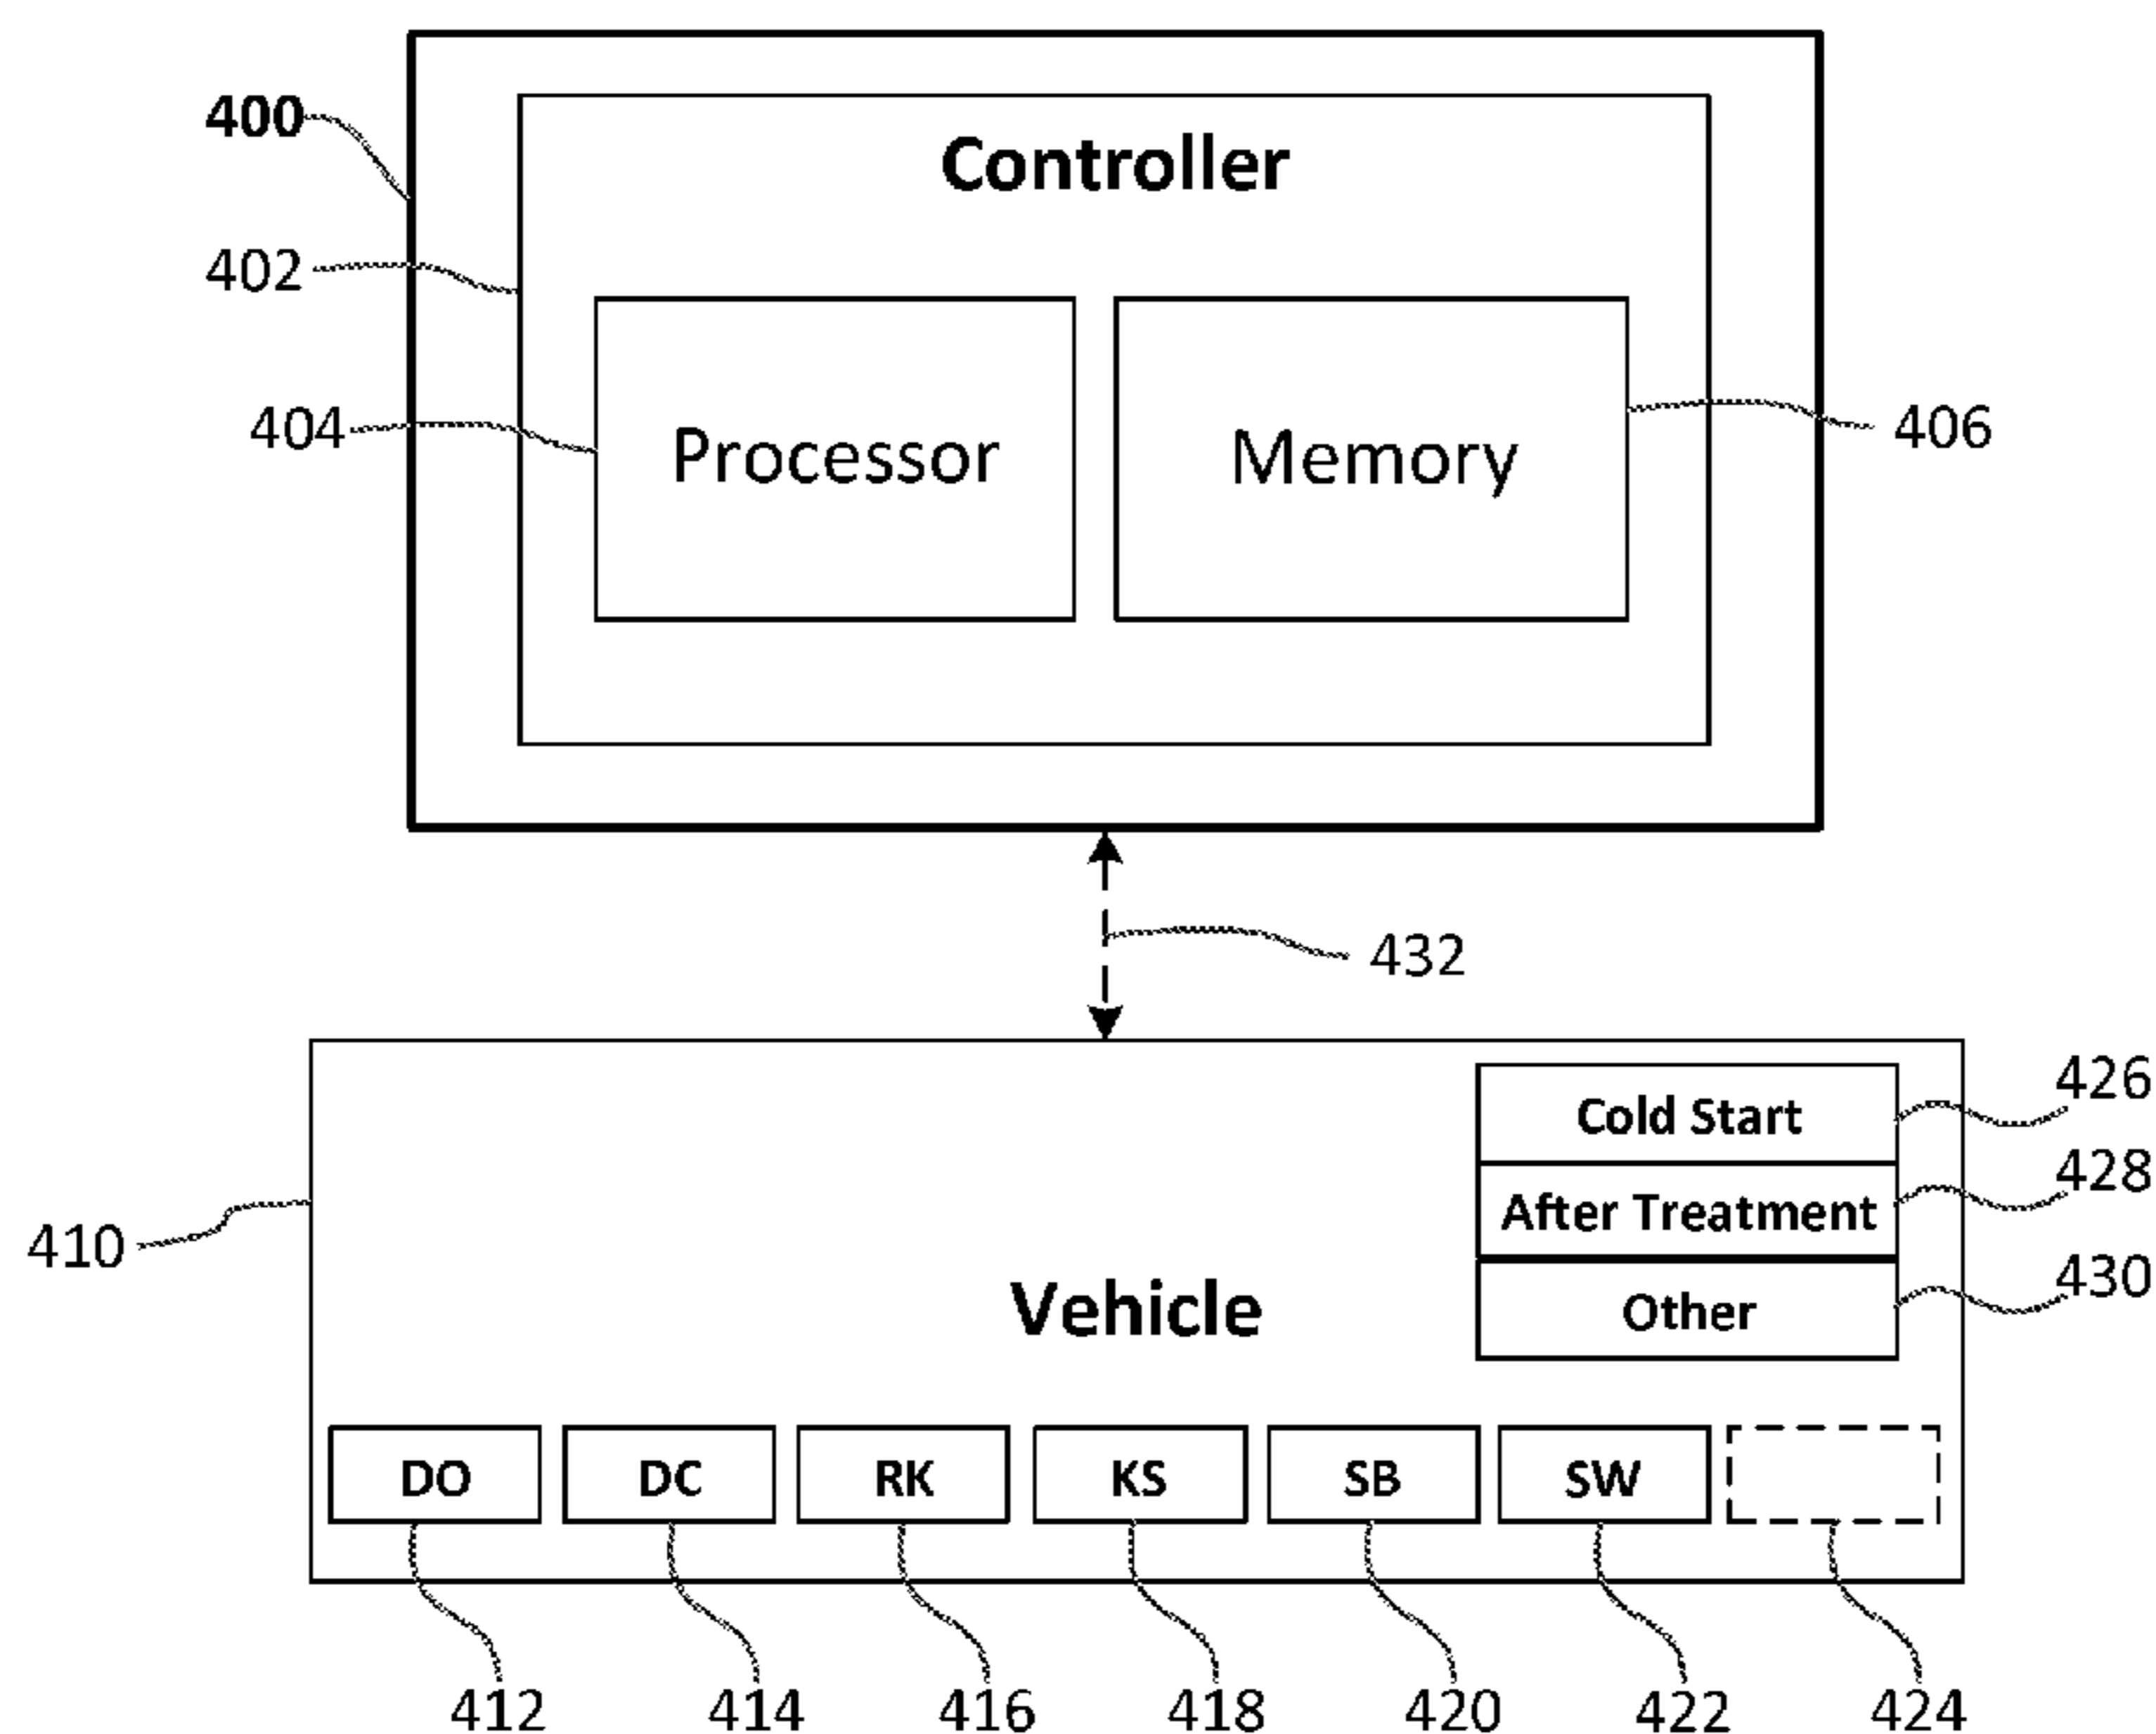 400
Controller
402
404
Processor
Memory
406
432
Cold Start
426
After Treatment
428
410
Vehicle
Other
430
DO DC RK KS SB SW
412 414 416 418 420 422 424